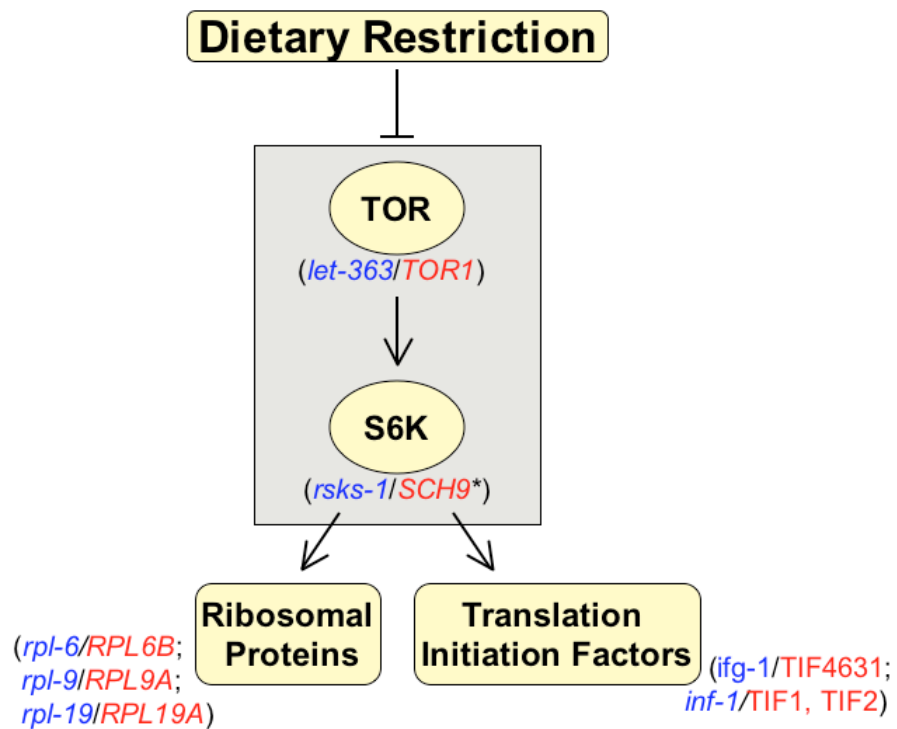 Dietary Restriction
TOR
(let-363/TOR1)
S6K
(rsks-1/SCH9*)
Ribosomal
Proteins
(rpl-6/RPL6B;
rpl-9/RPL9A;
rpl-19/RPL19A)
Translation
Initiation Factors
(ifg-1/TIF4631;
inf-1/TIF1, TIF2)